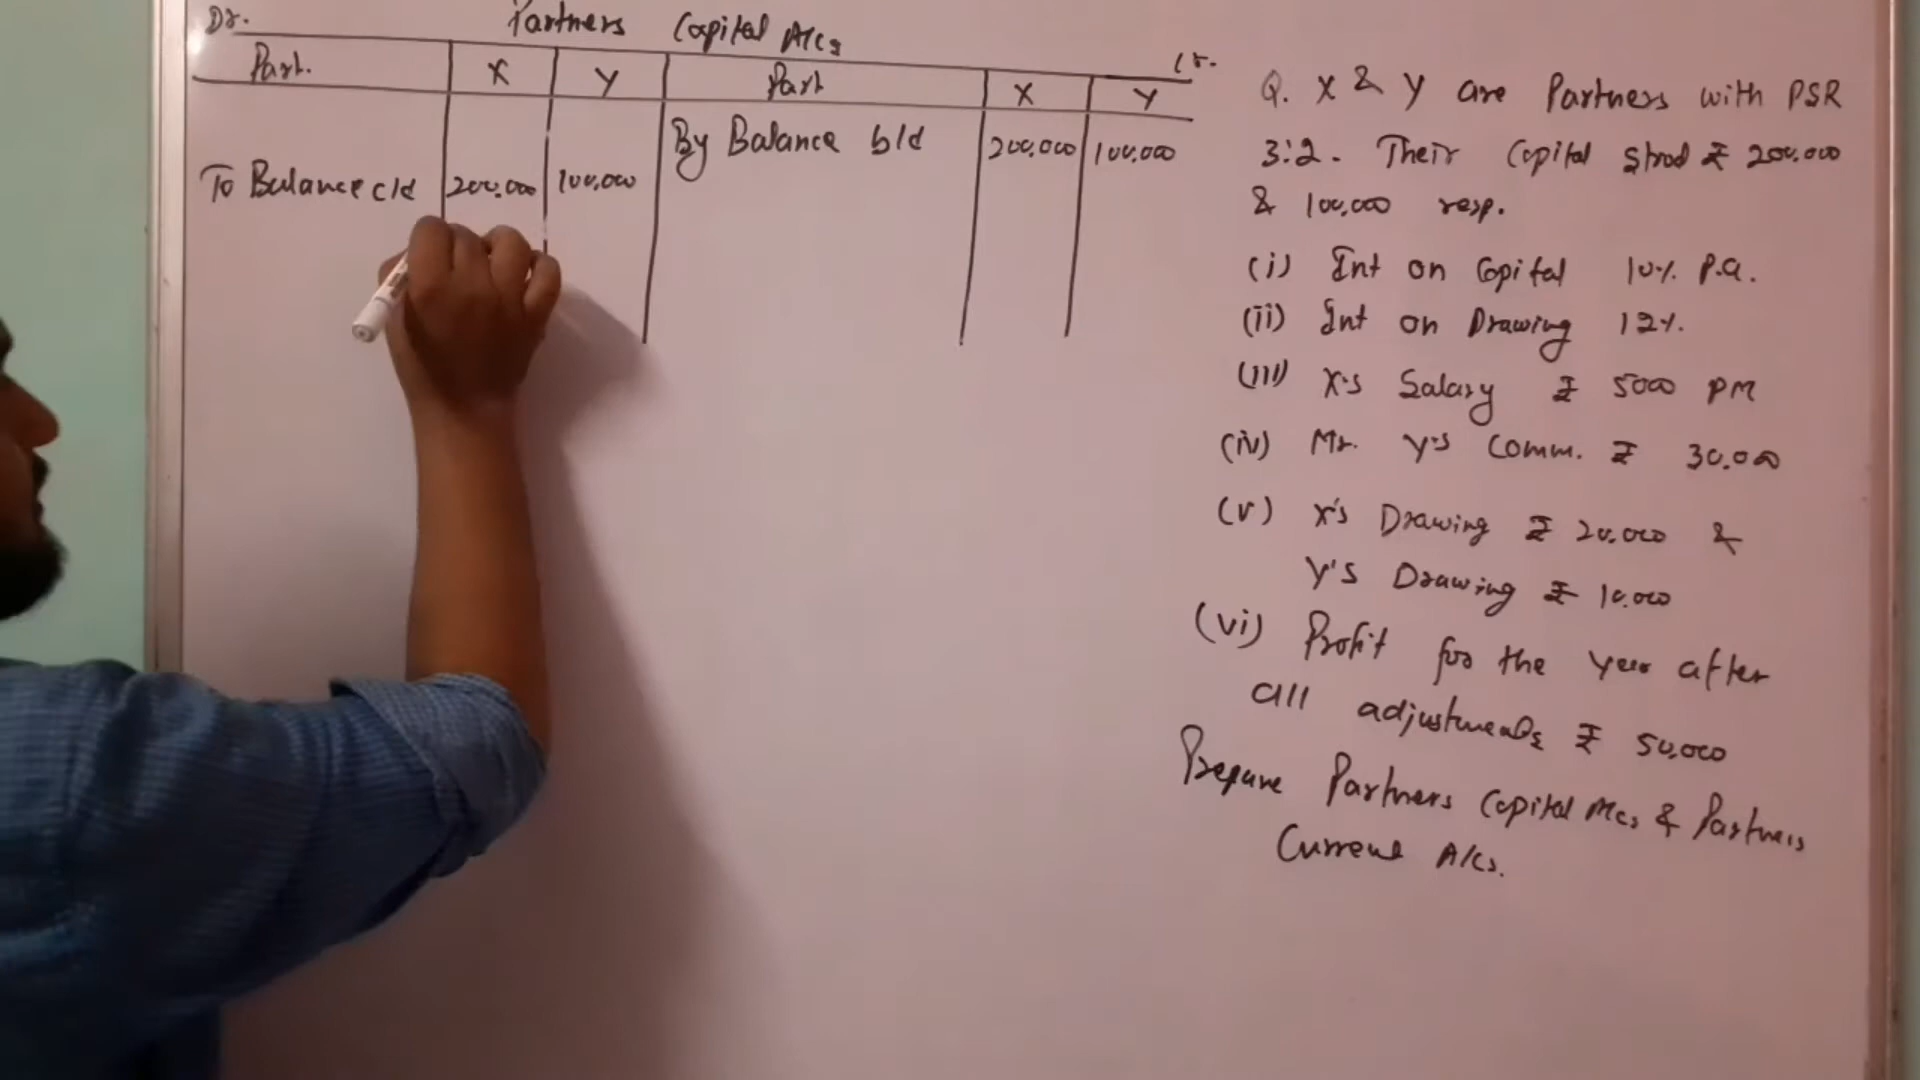 Dr. Partners Capital A/Cs Cr.
Part. X Y Part X Y
By Balance b/d 200,000 100,000
To Balance c/d 200,000 100,000
Q. X & Y are Partners with PSR
3:2. Their Capital stood ₹ 200,000
& 100,000 resp.
(i) Int on Capital 10% P.a.
(ii) Int on Drawing 12%.
(iii) X's Salary ₹ 5000 PM
(iv) Mr. Y's Comm. ₹ 30,000
(v) X's Drawing ₹ 20,000 &
Y's Drawing ₹ 10,000
(vi) Profit for the Year after
all adjustments ₹ 50,000
Prepare Partners Capital A/Cs & Partners
Current A/Cs.